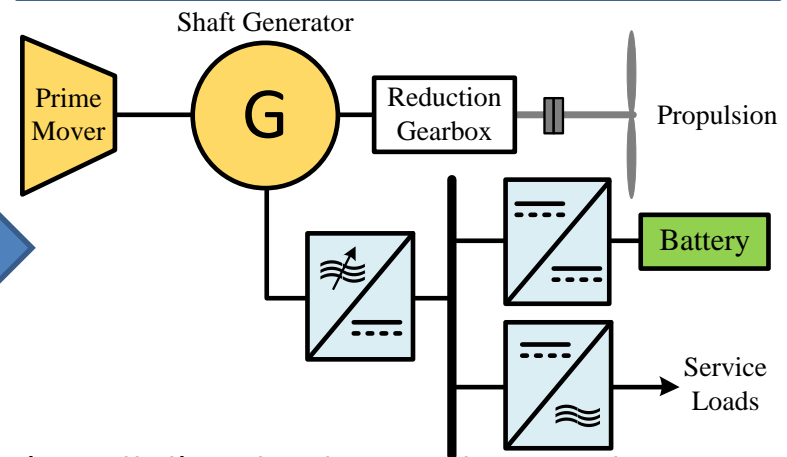 Shaft Generator
Prime
Mover
G
Reduction
Gearbox
Propulsion
Battery
Service
Loads